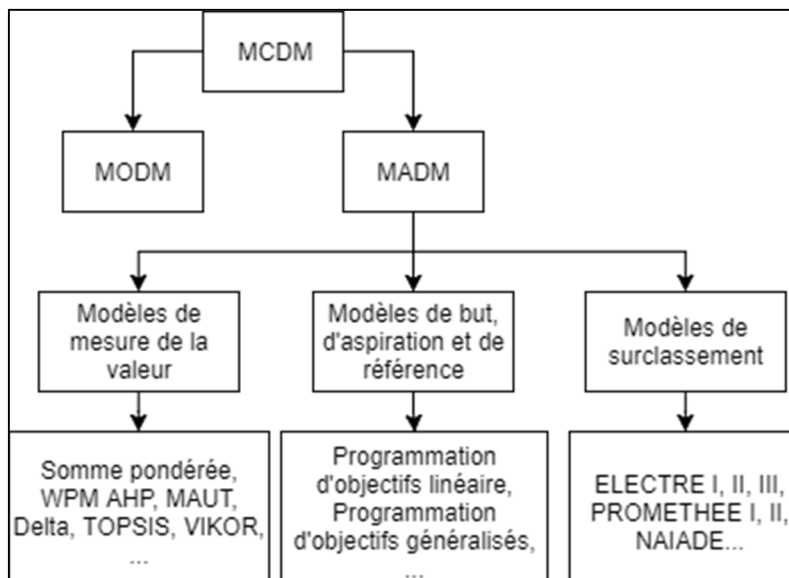 MCDM
MODM
MADM
Modèles de
mesure de la
valeur
Modèles de but,
d'aspiration et de
référence
Modèles de
surclassement
Somme pondérée,
WPM AHP, MAUT,
Delta, TOPSIS, VIKOR,
...
Programmation
d'objectifs linéaire,
Programmation
d'objectifs généralisés,
...
ELECTRE I, II, III,
PROMETHEE I, II,
NAIADE...